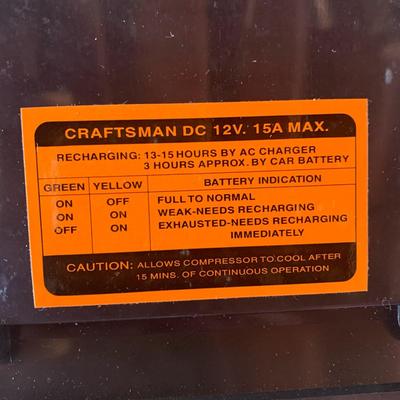 CRAFTSMAN DC 12V. 15A MAX.
RECHARGING: 13-15 HOURS BY AC CHARGER
3 HOURS APPROX. BY CAR BATTERY
GREEN YELLOW BATTERY INDICATION
ON OFF FULL TO NORMAL
ON ON WEAK-NEEDS RECHARGING
OFF ON EXHAUSTED-NEEDS RECHARGING
IMMEDIATELY
CAUTION: ALLOWS COMPRESSOR TO COOL AFTER
15 MINS. OF CONTINUOUS OPERATION